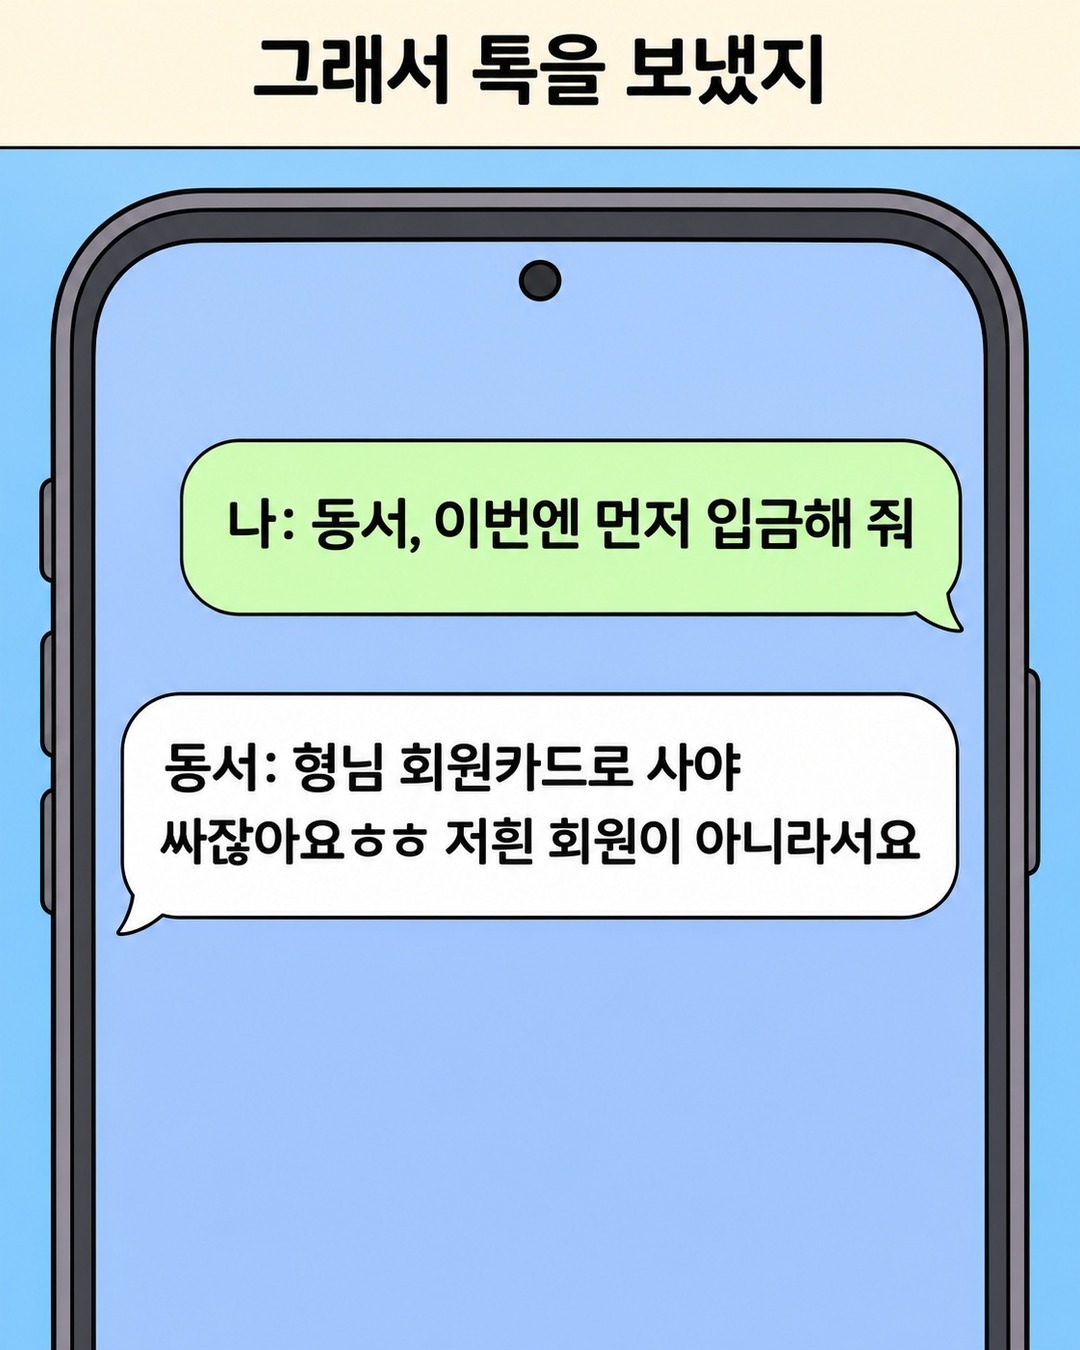 그래서 톡을 보냈지
나: 동서, 이번엔 먼저 입금해 줘
동서: 형님 회원카드로 사야
싸잖아요ㅎㅎ 저흰 회원이 아니라서요